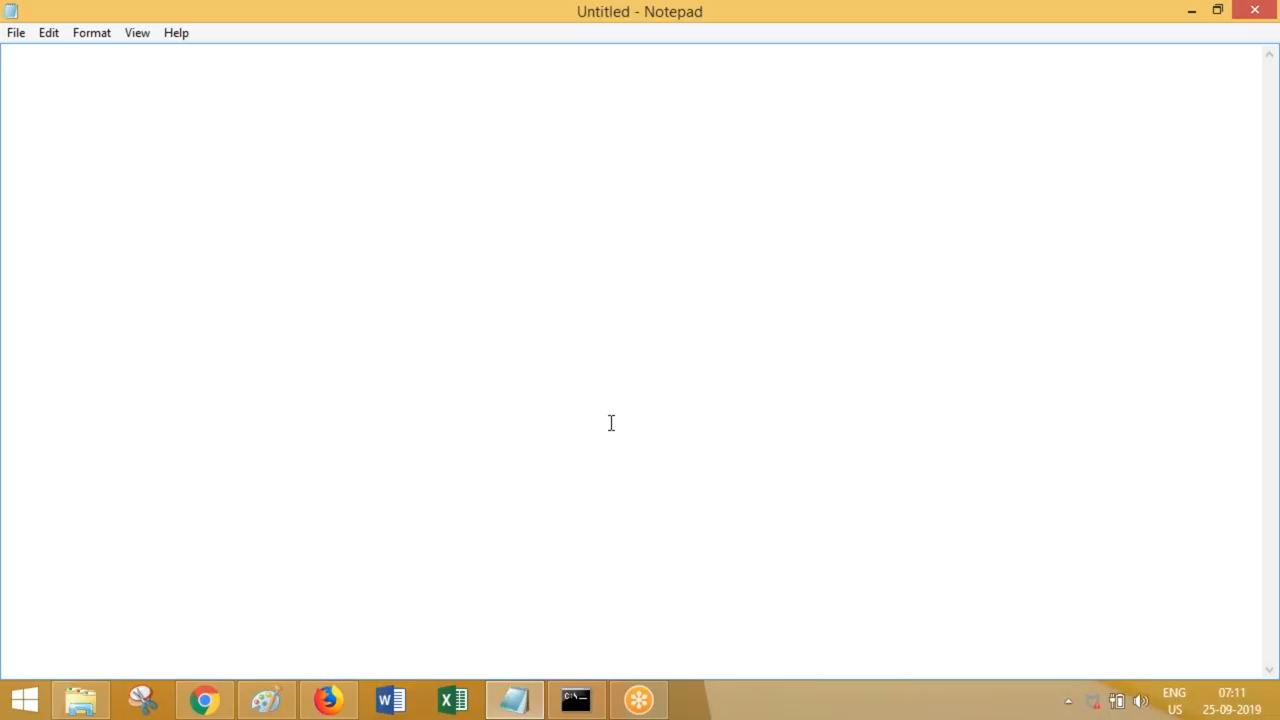 Untitled - Notepad
File Edit Format View Help
C:\._
ENG 07:11
US 25-09-2019